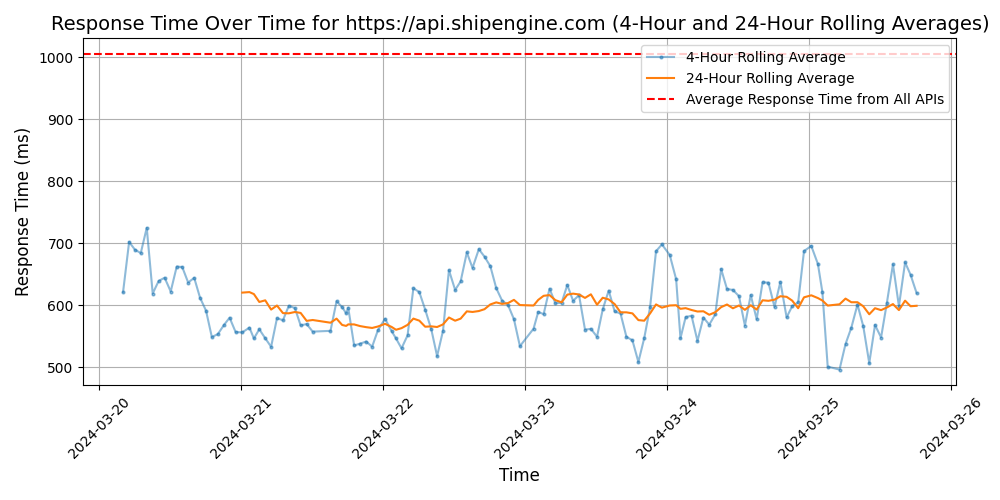 Response Time Over Time for https://api.shipengine.com (4-Hour and 24-Hour Rolling Averages)
4-Hour Rolling Average
24-Hour Rolling Average
Average Response Time from All APIs
Response Time (ms)
1000
900
800
700
600
500
2024-03-20
2024-03-21
2024-03-22
2024-03-23
2024-03-24
2024-03-25
2024-03-26
Time